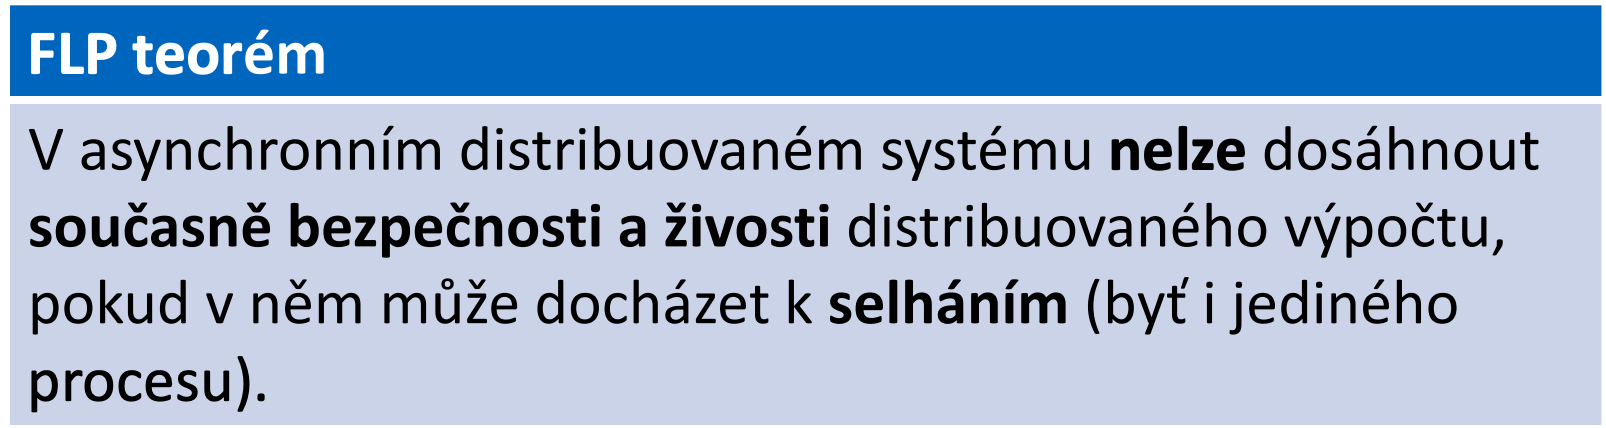 FLP teorém
V asynchronním distribuovaném systému nelze dosáhnout
současně bezpečnosti a živosti distribuovaného výpočtu,
pokud v něm může docházet k selháním (byť i jediného
procesu).